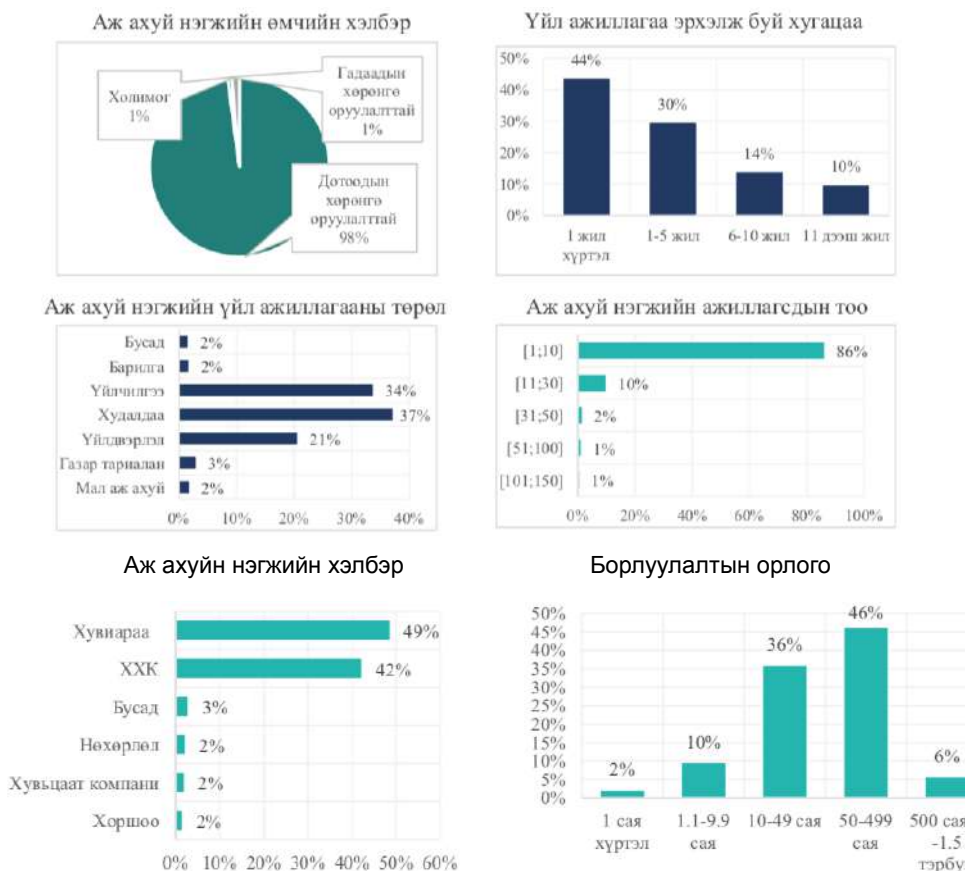 Аж ахуй нэгжийн өмчийн хэлбэр
Холимог
1%
Гадаадын
хөрөнгө
оруулалттай
1%
Дотоодын
хөрөнгө
оруулалттай
98%
Үйл ажиллагаа эрхэлж буй хугацаа
50%
40%
30%
20%
10%
0%
44%
30%
14%
10%
1 жил
хүртэл
1-5 жил
6-10 жил
11 дээш жил
Аж ахуй нэгжийн үйл ажиллагааны төрөл
Бусад 2%
Барилга 2%
Үйлчилгээ 34%
Худалдаа 37%
Үйлдвэрлэл 21%
Газар тариалан 3%
Мал аж ахуй 2%
0% 10% 20% 30% 40%
Аж ахуй нэгжийн ажиллагсдын тоо
[1;10] 86%
[11;30] 10%
[31;50] 2%
[51;100] 1%
[101;150] 1%
0% 20% 40% 60% 80% 100%
Аж ахуйн нэгжийн хэлбэр
Хувиараа 49%
ХХК 42%
Бусад 3%
Нөхөрлөл 2%
Хувьцаат компани 2%
Хоршоо 2%
0% 10% 20% 30% 40% 50% 60%
Борлуулалтын орлого
50%
45%
40%
35%
30%
25%
20%
15%
10%
5%
0%
2%
10%
36%
46%
6%
1 сая
хүртэл
1.1-9.9
сая
10-49 сая
50-499
сая
500 сая
-1.5